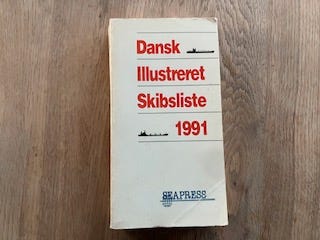 Dansk
Illustreret
Skibsliste
1991
SEAPRESS